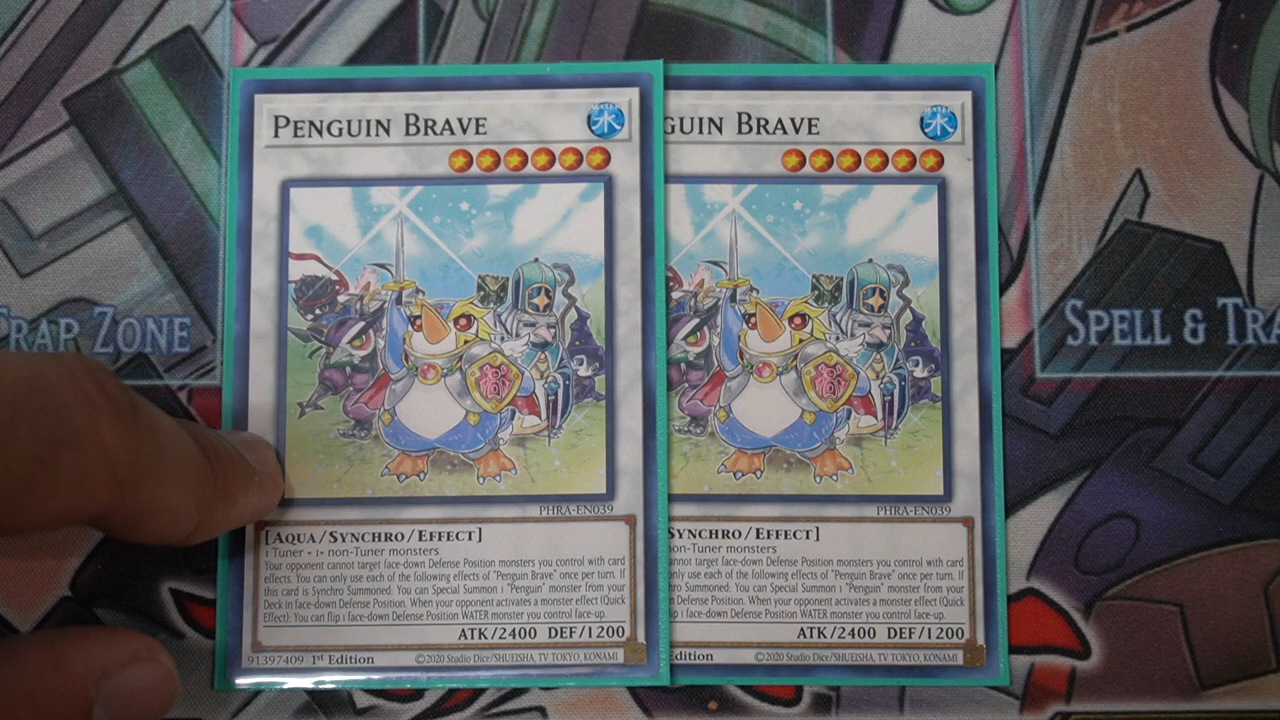 PENGUIN BRAVE
WATER
水
PHRA-EN039
[AQUA/SYNCHRO/EFFECT]
1 Tuner + 1+ non-Tuner monsters
Your opponent cannot target face-down Defense Position monsters you control with card
effects. You can only use each of the following effects of "Penguin Brave" once per turn. If
this card is Synchro Summoned: You can Special Summon 1 "Penguin" monster from your
Deck in face-down Defense Position. When your opponent activates a monster effect (Quick
Effect): You can flip 1 face-down Defense Position WATER monster you control face-up.
ATK/2400 DEF/1200
91397409 1st Edition ©2020 Studio Dice/SHUEISHA, TV TOKYO, KONAMI
GUIN BRAVE
WATER
水
PHRA-EN039
SYNCHRO/EFFECT]
non-Tuner monsters
annot target face-down Defense Position monsters you control with card
only use each of the following effects of "Penguin Brave" once per turn. If
Synchro Summoned: You can Special Summon 1 "Penguin" monster from your
Deck in face-down Defense Position. When your opponent activates a monster effect (Quick
flip 1 face-down Defense Position WATER monster you control face-up.
ATK/2400 DEF/1200
Edition ©2020 Studio Dice/SHUEISHA, TV TOKYO, KONAMI
TRAP ZONE
SPELL & TRA